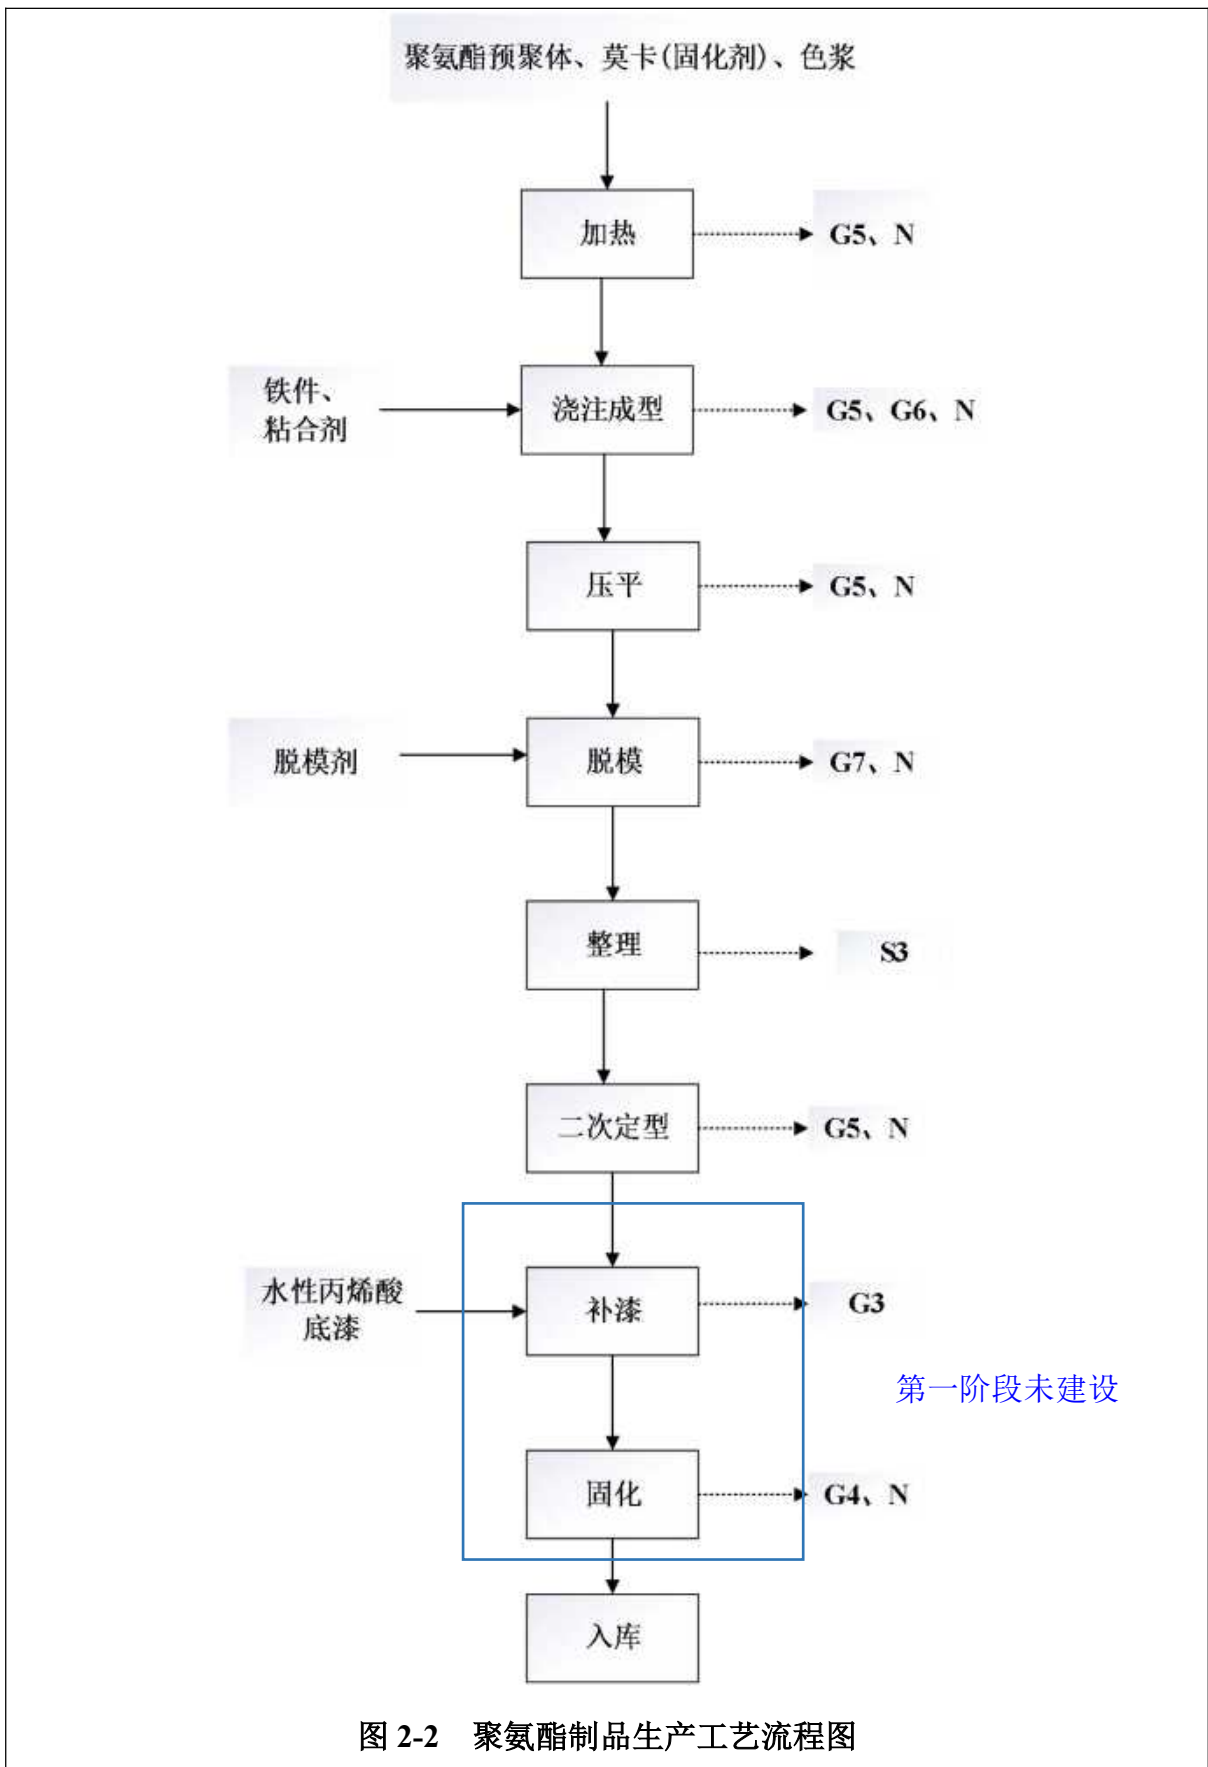 聚氨酯预聚体、莫卡(固化剂)、色浆
加热
G5、N
铁件、
粘合剂
浇注成型
G5、G6、N
压平
G5、N
脱模剂
脱模
G7、N
整理
S3
二次定型
G5、N
水性丙烯酸
底漆
补漆
G3
第一阶段未建设
固化
G4、N
入库
图 2-2 聚氨酯制品生产工艺流程图